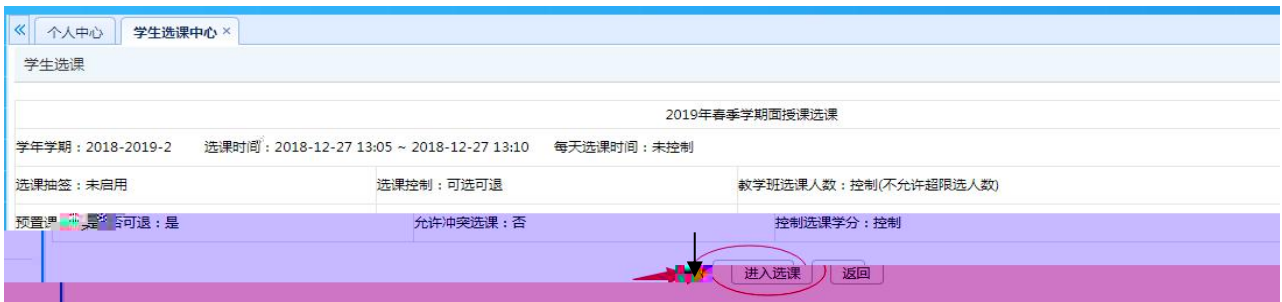 个人中心 学生选课中心 ×
学生选课
2019年春季学期面授课选课
学年学期：2018-2019-2 选课时间：2018-12-27 13:05 ~ 2018-12-27 13:10 每天选课时间：未控制
选课抽签：未启用 选课控制：可选可退 教学班选课人数：控制(不允许超限选人数)
预置课 是否可退：是 允许冲突选课：否 控制选课学分：控制
进入选课 返回